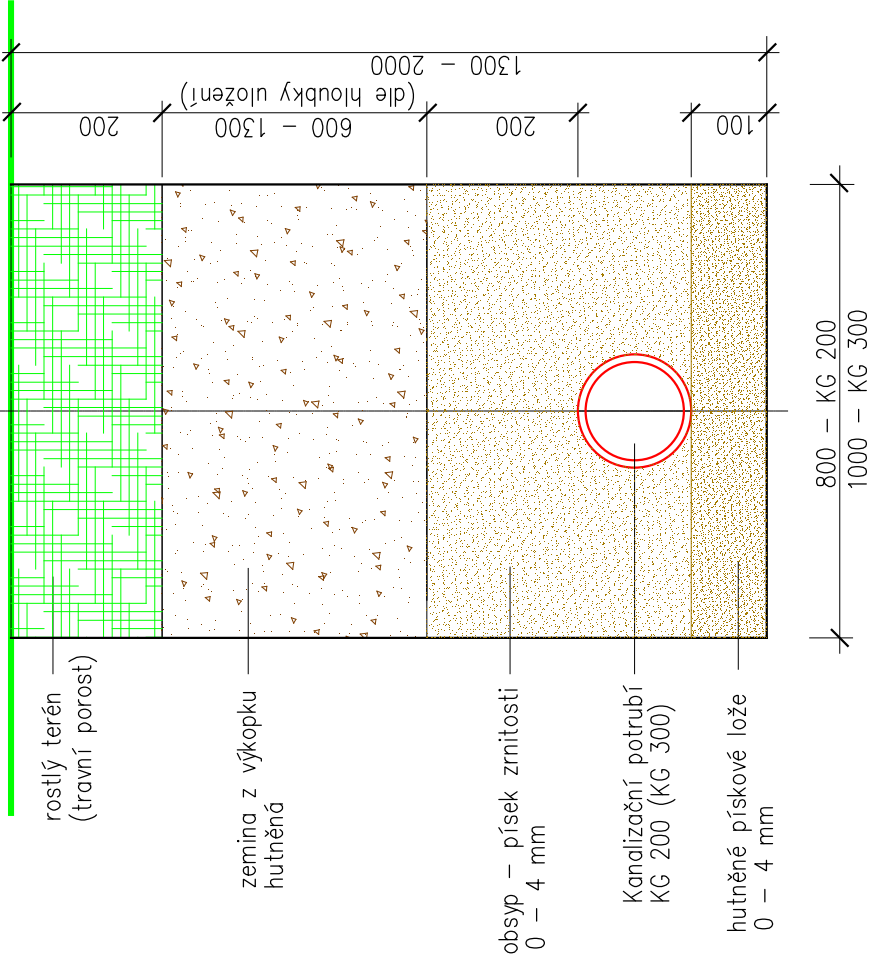 1300 – 2000
(dle hloubky uložení)
200
600 – 1300
200
100
800 – KG 200
1000 – KG 300
rostlý terén
(travní porost)
zemina z výkopku
hutněná
obsyp – písek zrnitosti
0 – 4 mm
Kanalizační potrubí
KG 200 (KG 300)
hutněné pískové lože
0 – 4 mm